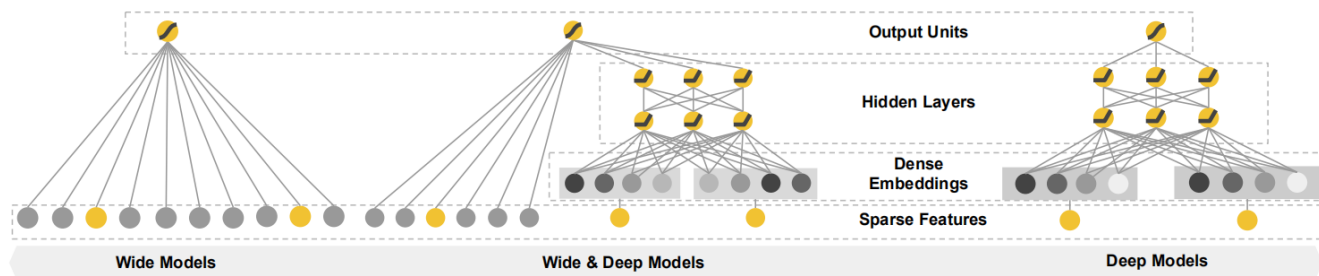 Output Units
Hidden Layers
Dense
Embeddings
Sparse Features
Wide Models
Wide & Deep Models
Deep Models